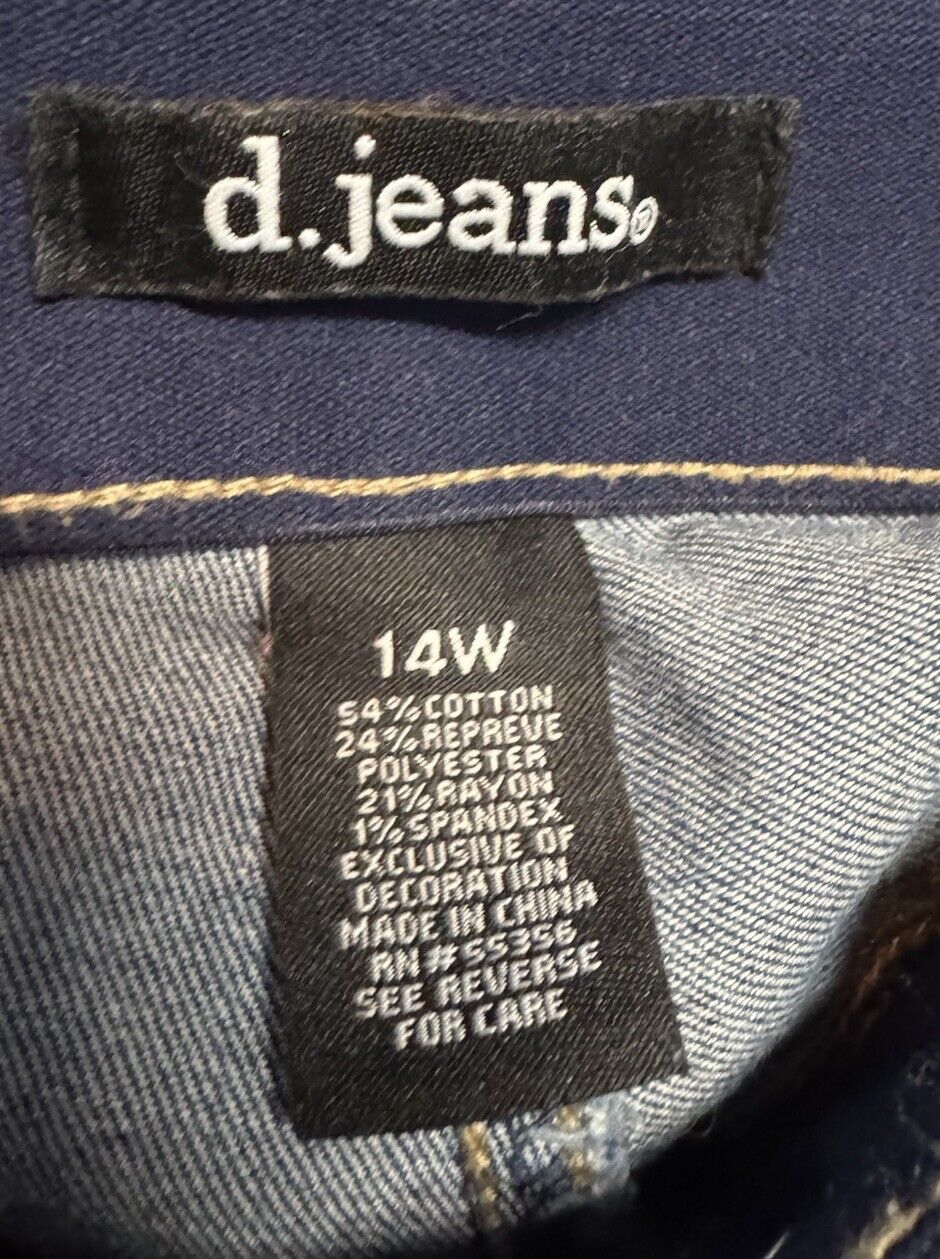 d.jeans®
14W
54% COTTON
24% REPREVE
POLYESTER
21% RAYON
1% SPANDEX
EXCLUSIVE OF
DECORATION
MADE IN CHINA
RN # 55356
SEE REVERSE
FOR CARE